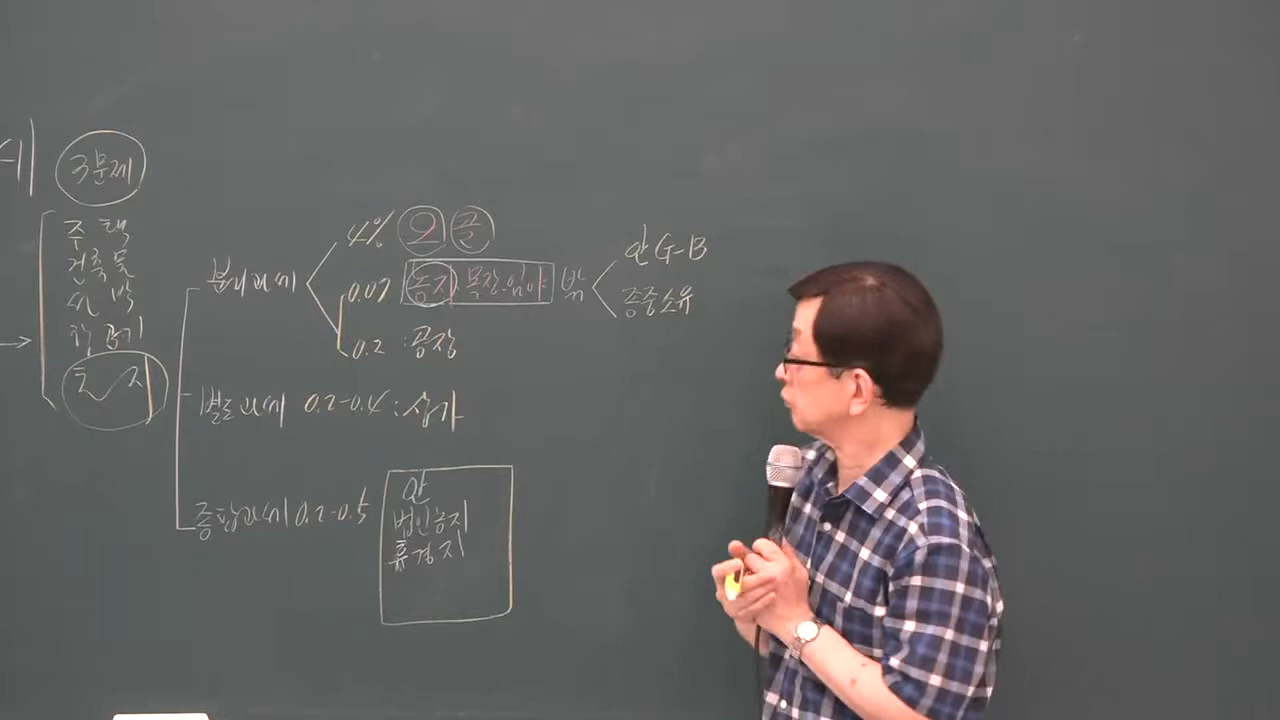 세
3문제
주택
건축물
선박
항공기
토지
분리과세
4% 오 골
0.07 농지 목장.임야 밖
안 G-B
종중소유
0.2 : 공장
별도과세 0.2-0.4 : 상가
종합과세 0.2-0.5
안
법인농지
휴경지